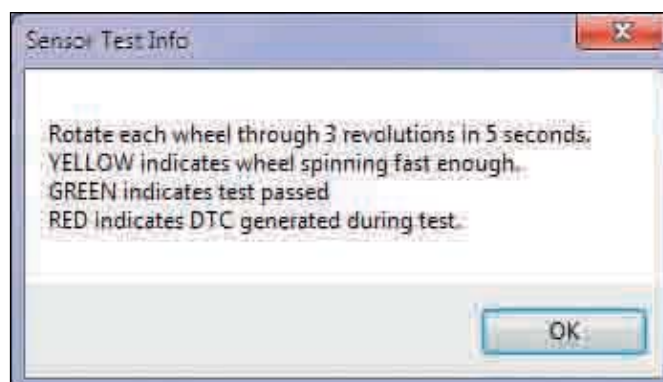 Sensor Test Info
Rotate each wheel through 3 revolutions in 5 seconds.
YELLOW indicates wheel spinning fast enough.
GREEN indicates test passed
RED indicates DTC generated during test.
OK